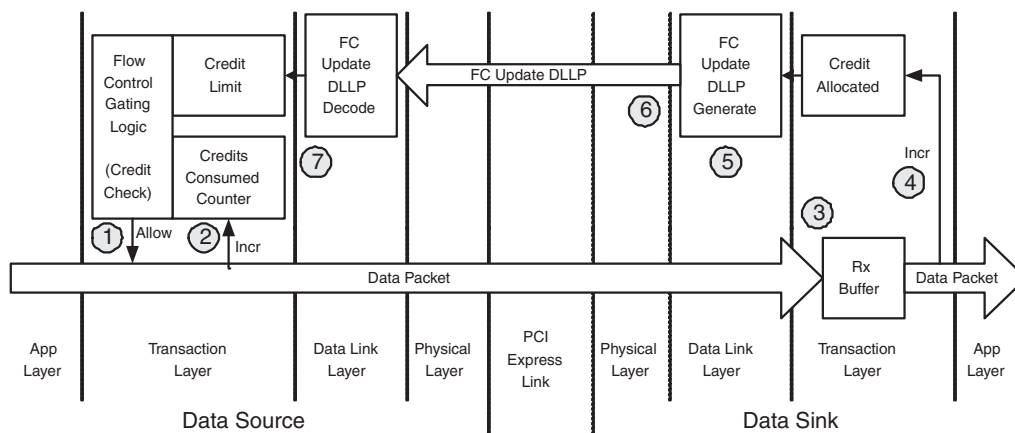 Flow
Control
Gating
Logic
(Credit
Check)
Credit
Limit
Credits
Consumed
Counter
FC
Update
DLLP
Decode
FC Update DLLP
FC
Update
DLLP
Generate
Credit
Allocated
6
7
5
Incr
4
3
1
Allow
2
Incr
Data Packet
Rx
Buffer
Data Packet
App
Layer
Transaction
Layer
Data Link
Layer
Physical
Layer
PCI
Express
Link
Physical
Layer
Data Link
Layer
Transaction
Layer
App
Layer
Data Source
Data Sink